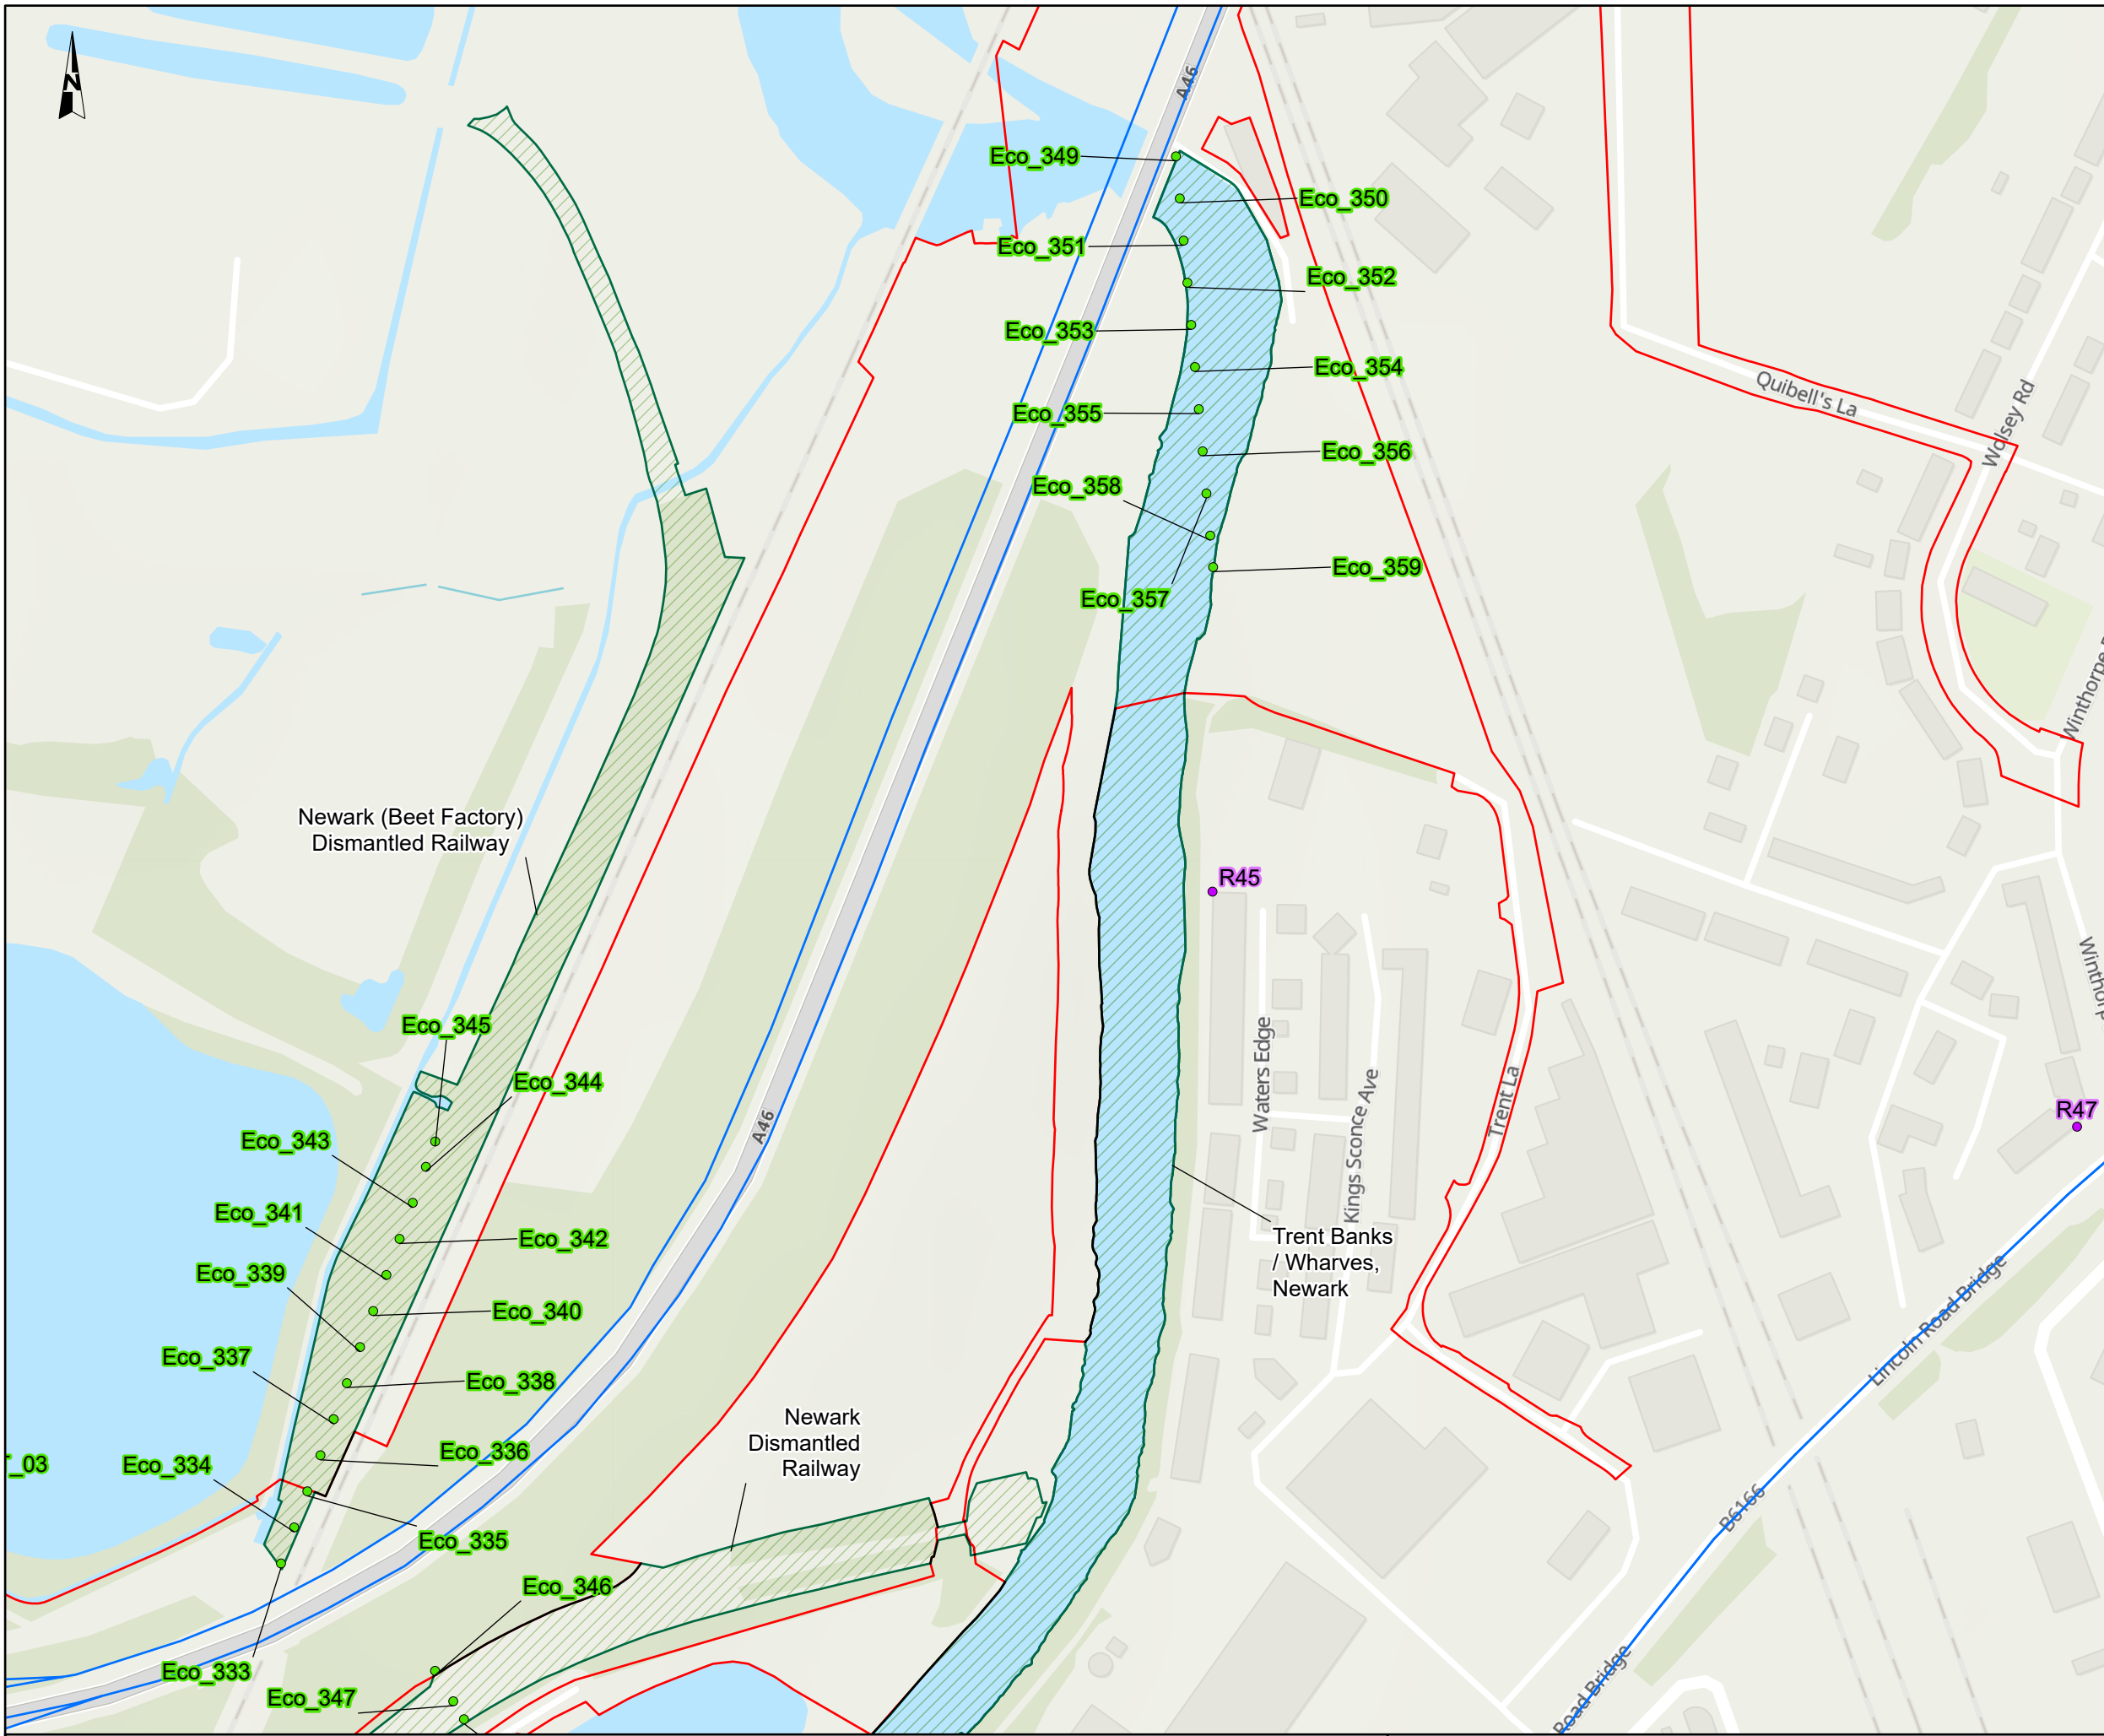 N
A46
Eco_349
Eco_350
Eco_351
Eco_352
Eco_353
Eco_354
Eco_355
Eco_356
Eco_358
Eco_359
Eco_357
Quibell's La
Wolsey Rd
Winthorpe
Newark (Beet Factory)
Dismantled Railway
R45
Eco_345
Eco_344
Eco_343
Eco_341
Eco_342
Eco_339
Eco_340
Eco_337
Eco_338
Eco_336
Eco_334
Eco_335
Eco_333
_03
A46
Waters Edge
Kings Sconce Ave
Trent La
R47
Trent Banks
/ Wharves,
Newark
Newark
Dismantled
Railway
Lincoln Road Bridge
B6166
Road Bridge
Eco_346
Eco_347